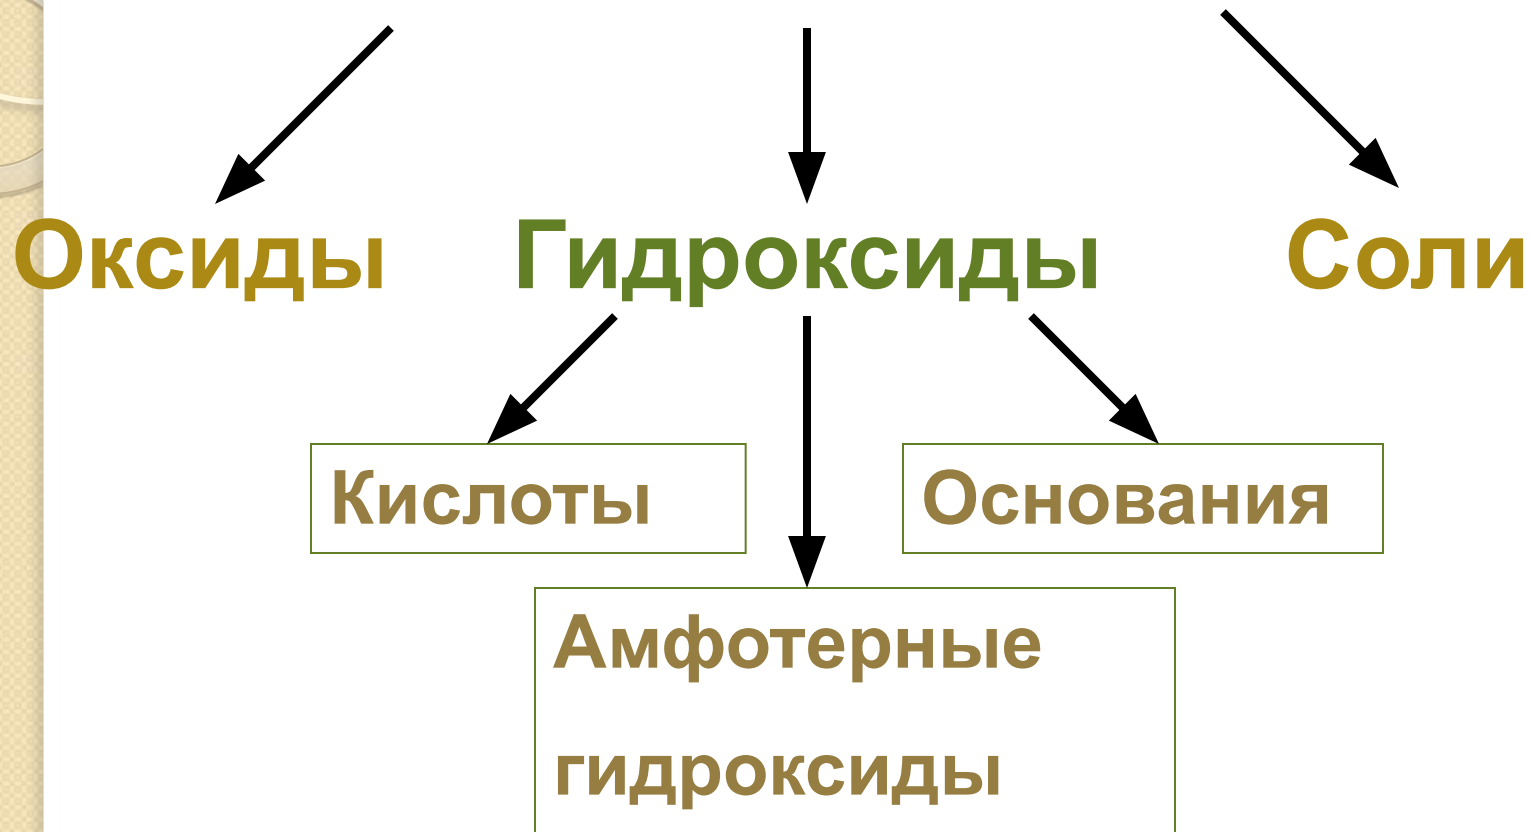 Оксиды Гидроксиды Соли
Кислоты Основания
Амфотерные
гидроксиды